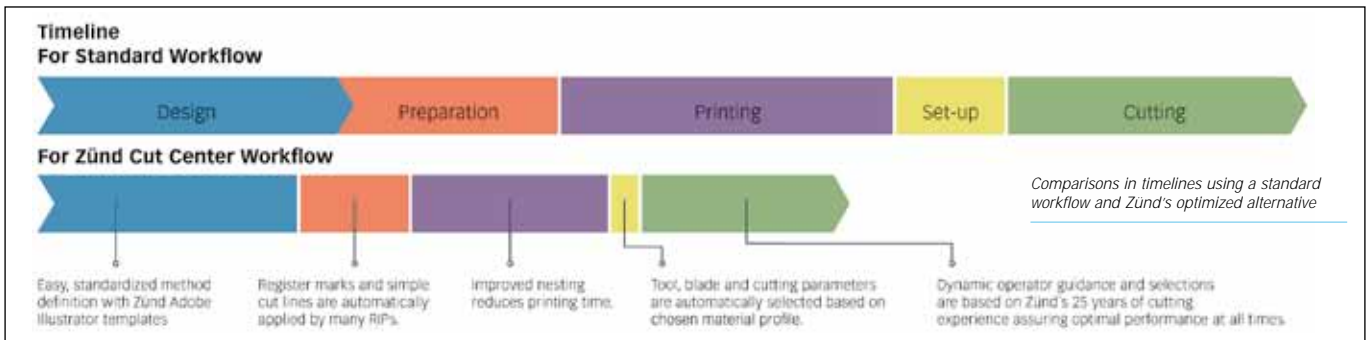 Timeline
For Standard Workflow
Design Preparation Printing Set-up Cutting
For Zünd Cut Center Workflow
Comparisons in timelines using a standard
workflow and Zünd's optimized alternative
Easy, standardized method
definition with Zünd Adobe
Illustrator templates
Register marks and simple
cut lines are automatically
applied by many RIPs.
Improved nesting
reduces printing time.
Tool, blade and cutting parameters
are automatically selected based on
chosen material profile.
Dynamic operator guidance and selections
are based on Zünd's 25 years of cutting
experience assuring optimal performance at all times